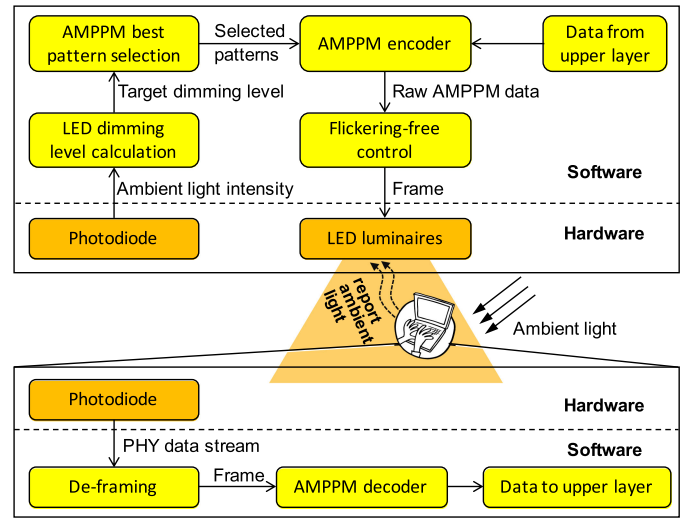 AMPPM best
pattern selection
Selected
patterns
AMPPM encoder
Data from
upper layer
Target dimming level
Raw AMPPM data
LED dimming
level calculation
Flickering-free
control
Software
Ambient light intensity
Frame
Hardware
Photodiode
LED luminaires
report
ambient
light
Ambient light
Photodiode
Hardware
PHY data stream
Software
De-framing
Frame
AMPPM decoder
Data to upper layer